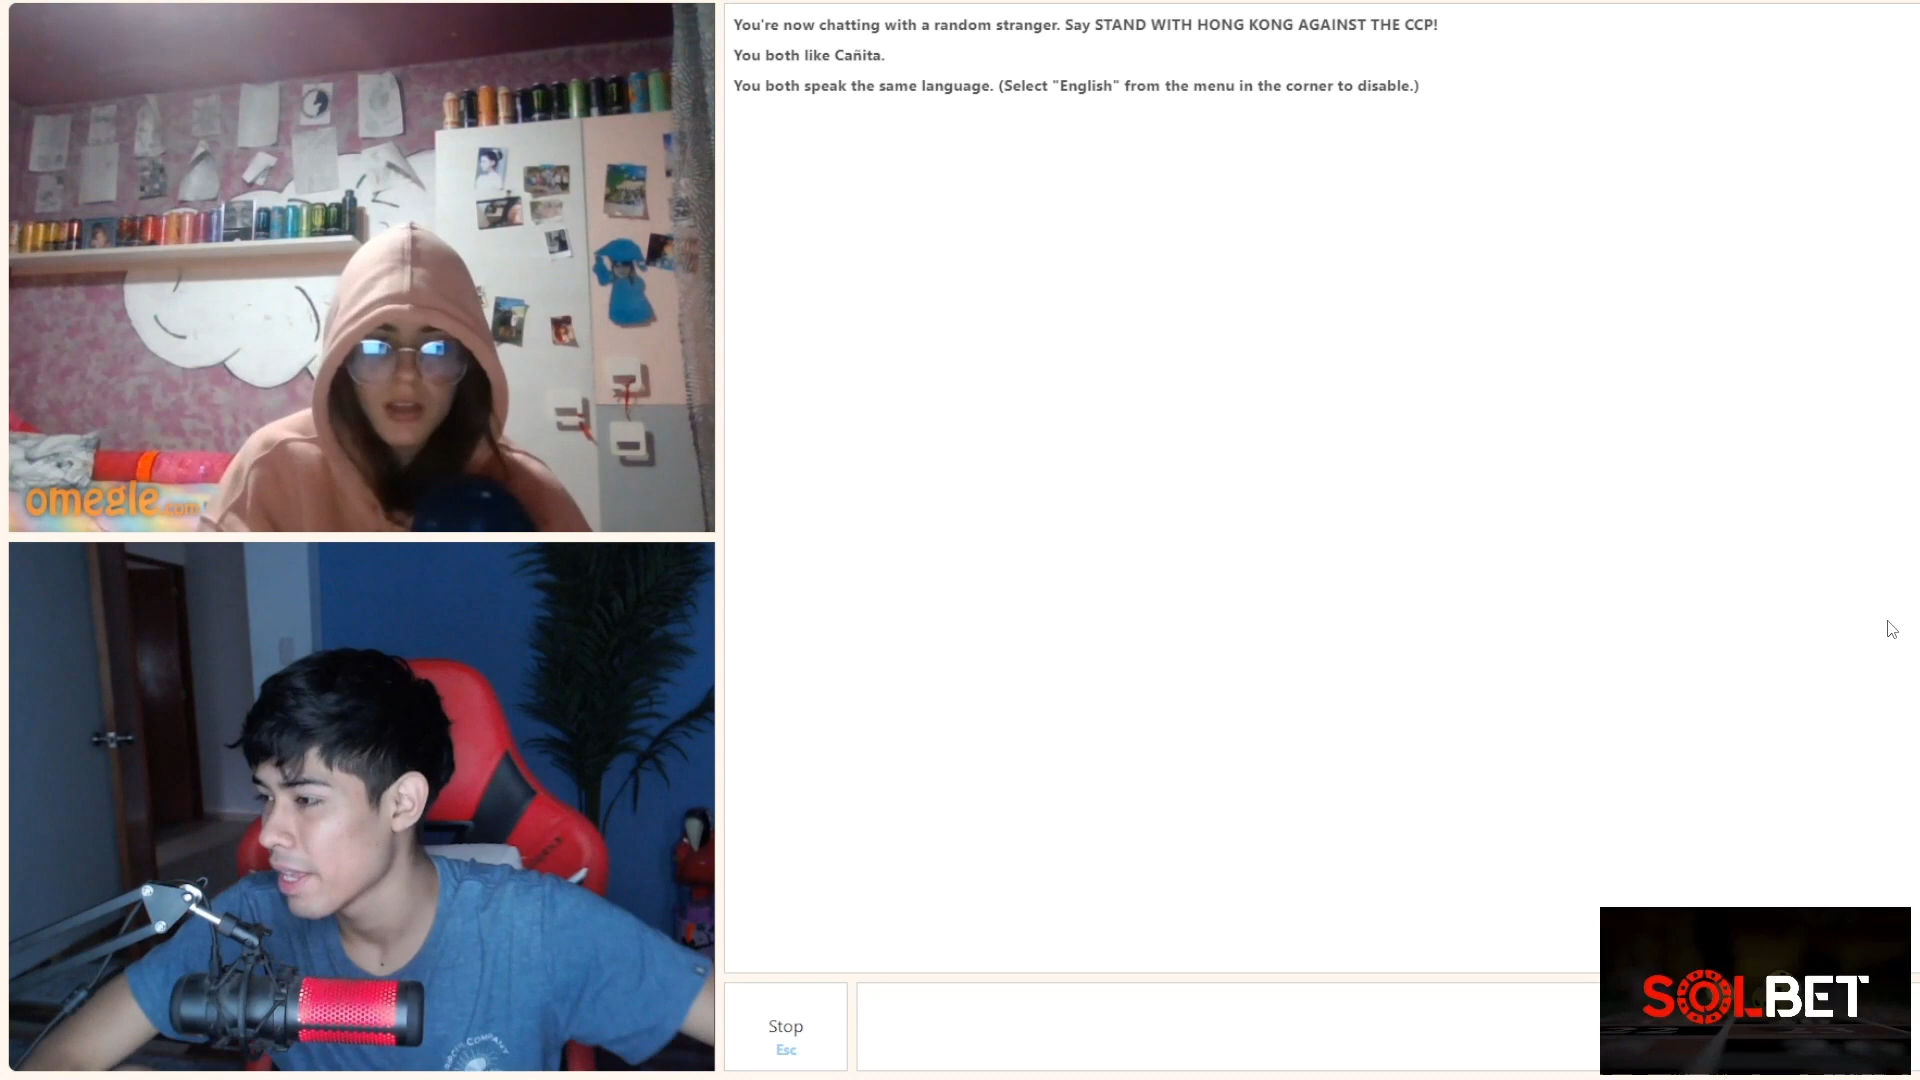 You're now chatting with a random stranger. Say STAND WITH HONG KONG AGAINST THE CCP!
You both like Cañita.
You both speak the same language. (Select "English" from the menu in the corner to disable.)
omegle.com
COMPANY
Stop
Esc
SOLBET